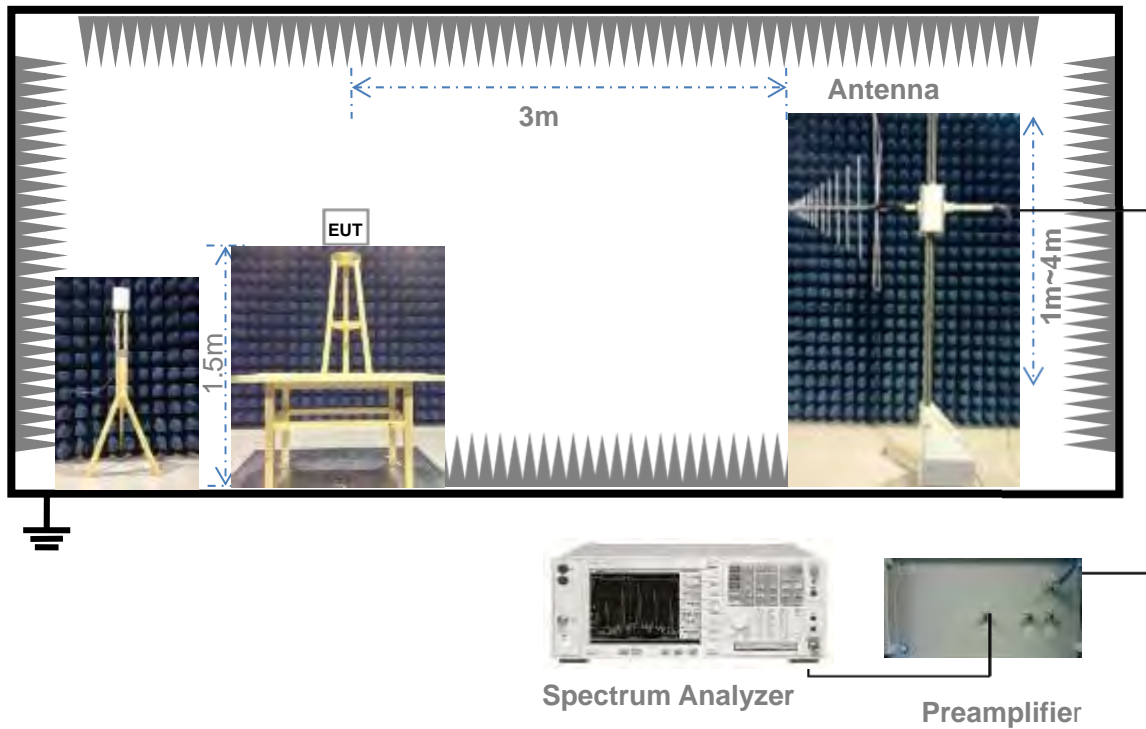 Antenna
3m
EUT
1.5m
1m~4m
Spectrum Analyzer
Preamplifier